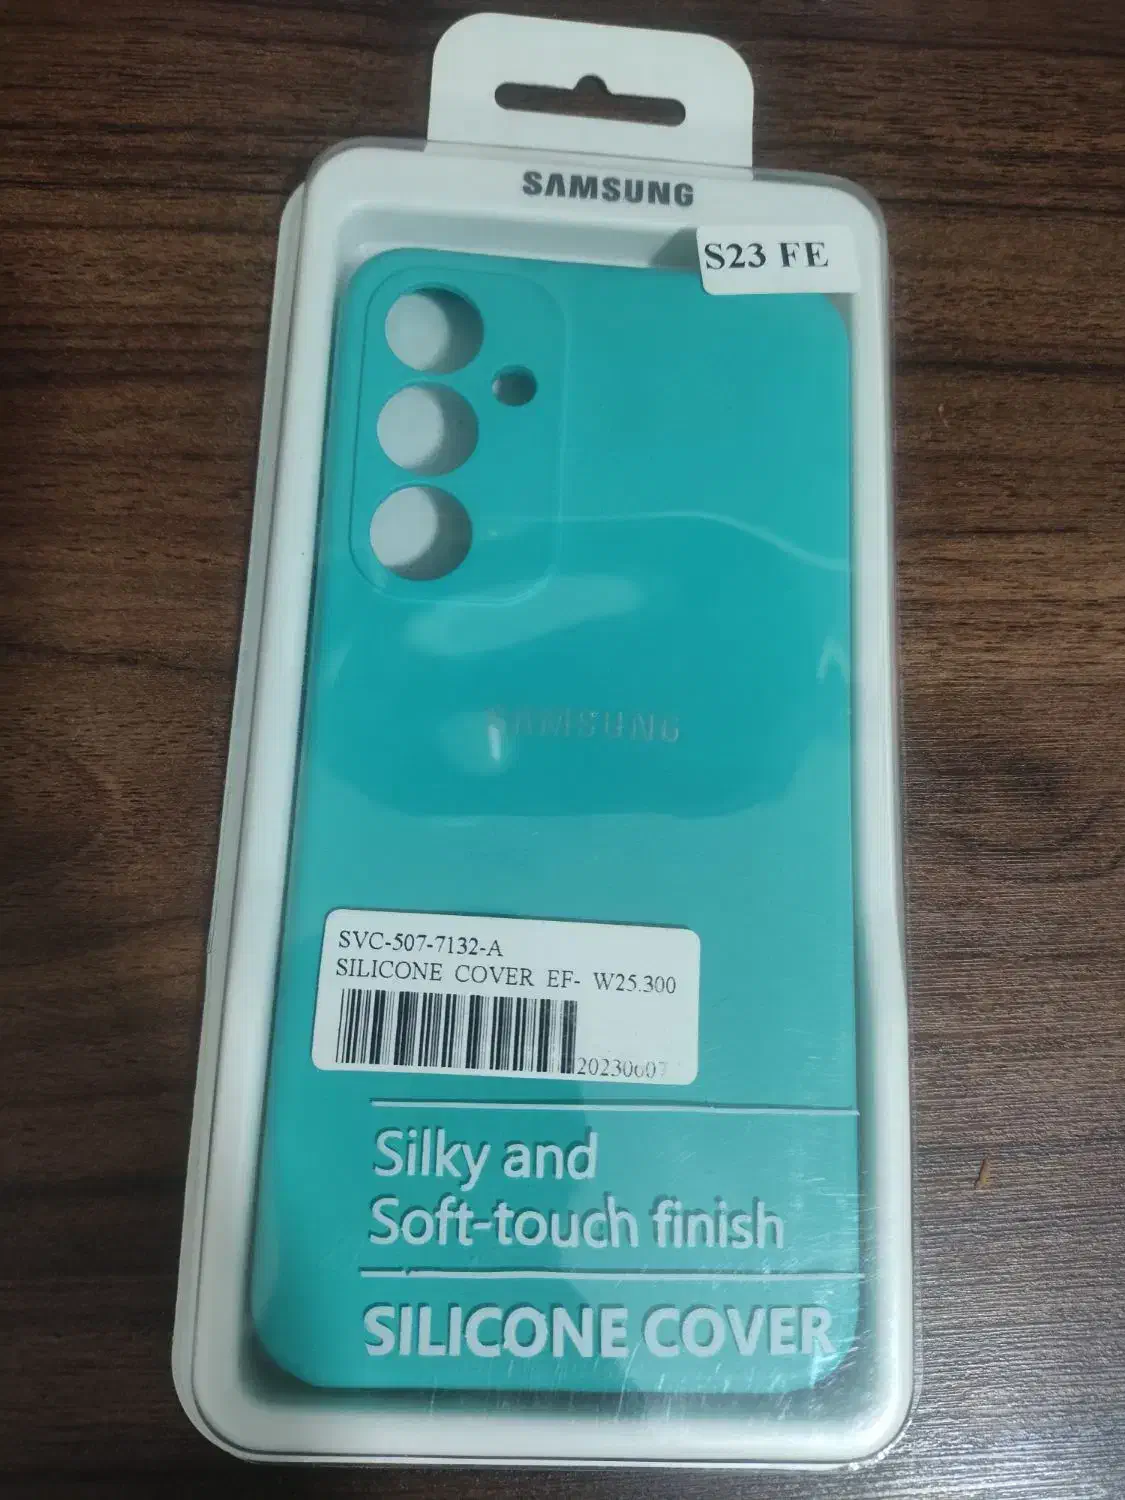 SAMSUNG
S23 FE
SAMSUNG
SVC-507-7132-A
SILICONE COVER EF- W25.300
20230607
Silky and
Soft-touch finish
SILICONE COVER